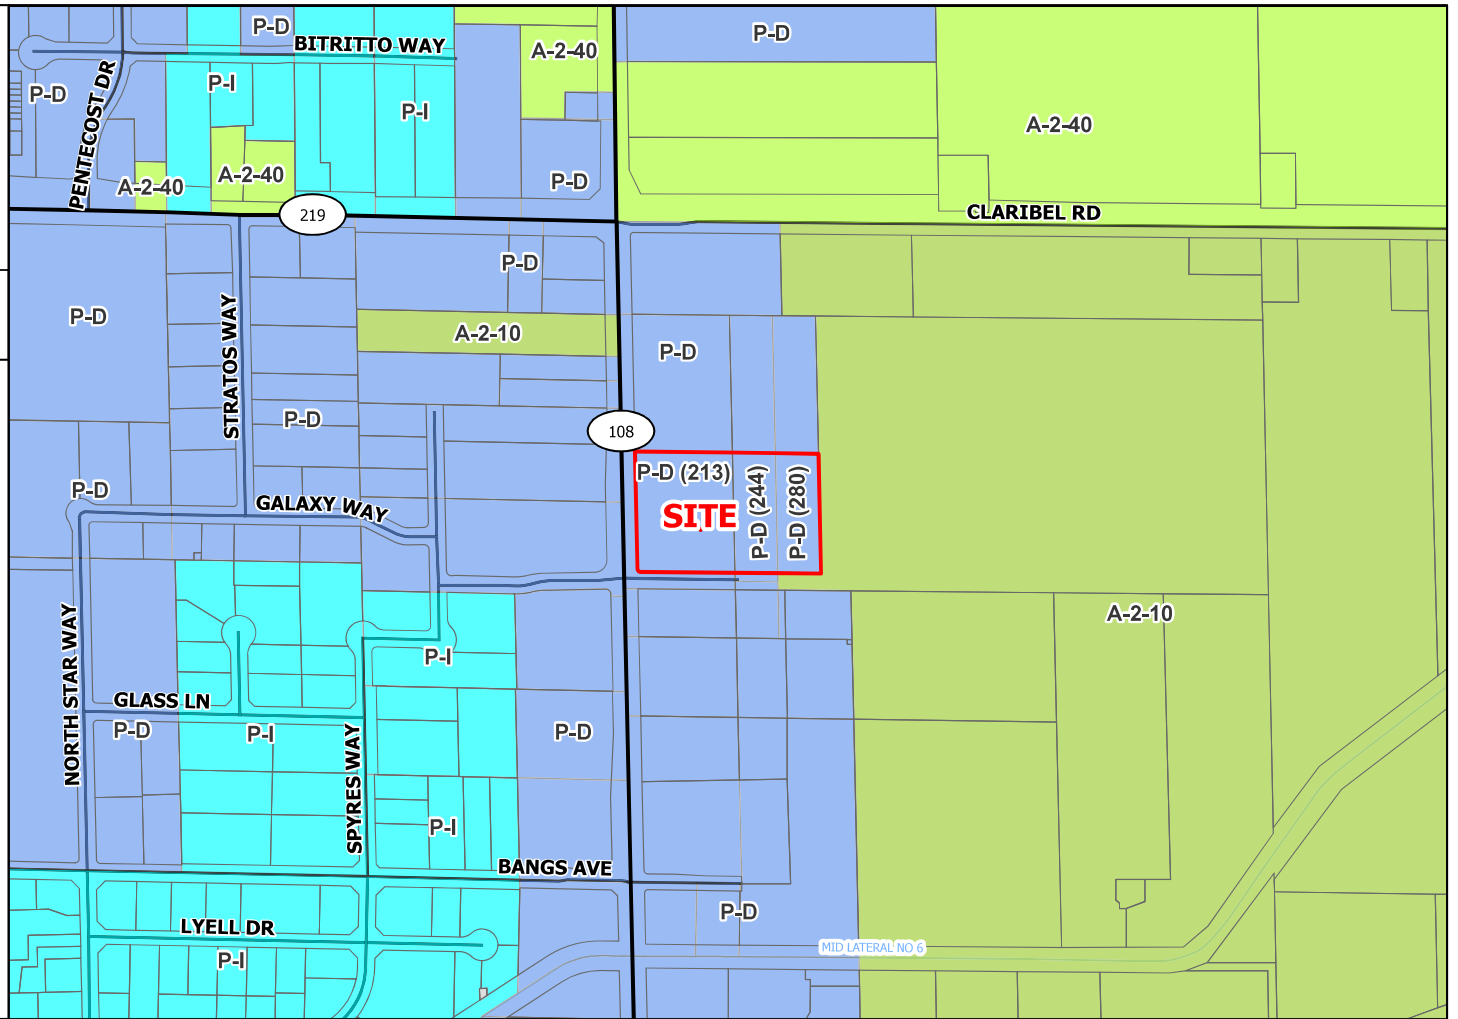 P-D
P-D
BITRITTO WAY
A-2-40
P-I
P-D
PENTECOST DR
P-I
A-2-40
A-2-40
P-D
A-2-40
CLARIBEL RD
219
P-D
P-D
A-2-10
P-D
STRATOS WAY
P-D
108
P-D (213)
P-D (244)
P-D (280)
P-D
GALAXY WAY
SITE
A-2-10
P-I
NORTH STAR WAY
GLASS LN
P-D
P-I
P-D
SPYRES WAY
P-I
BANGS AVE
P-D
LYELL DR
MID LATERAL NO 6
P-I